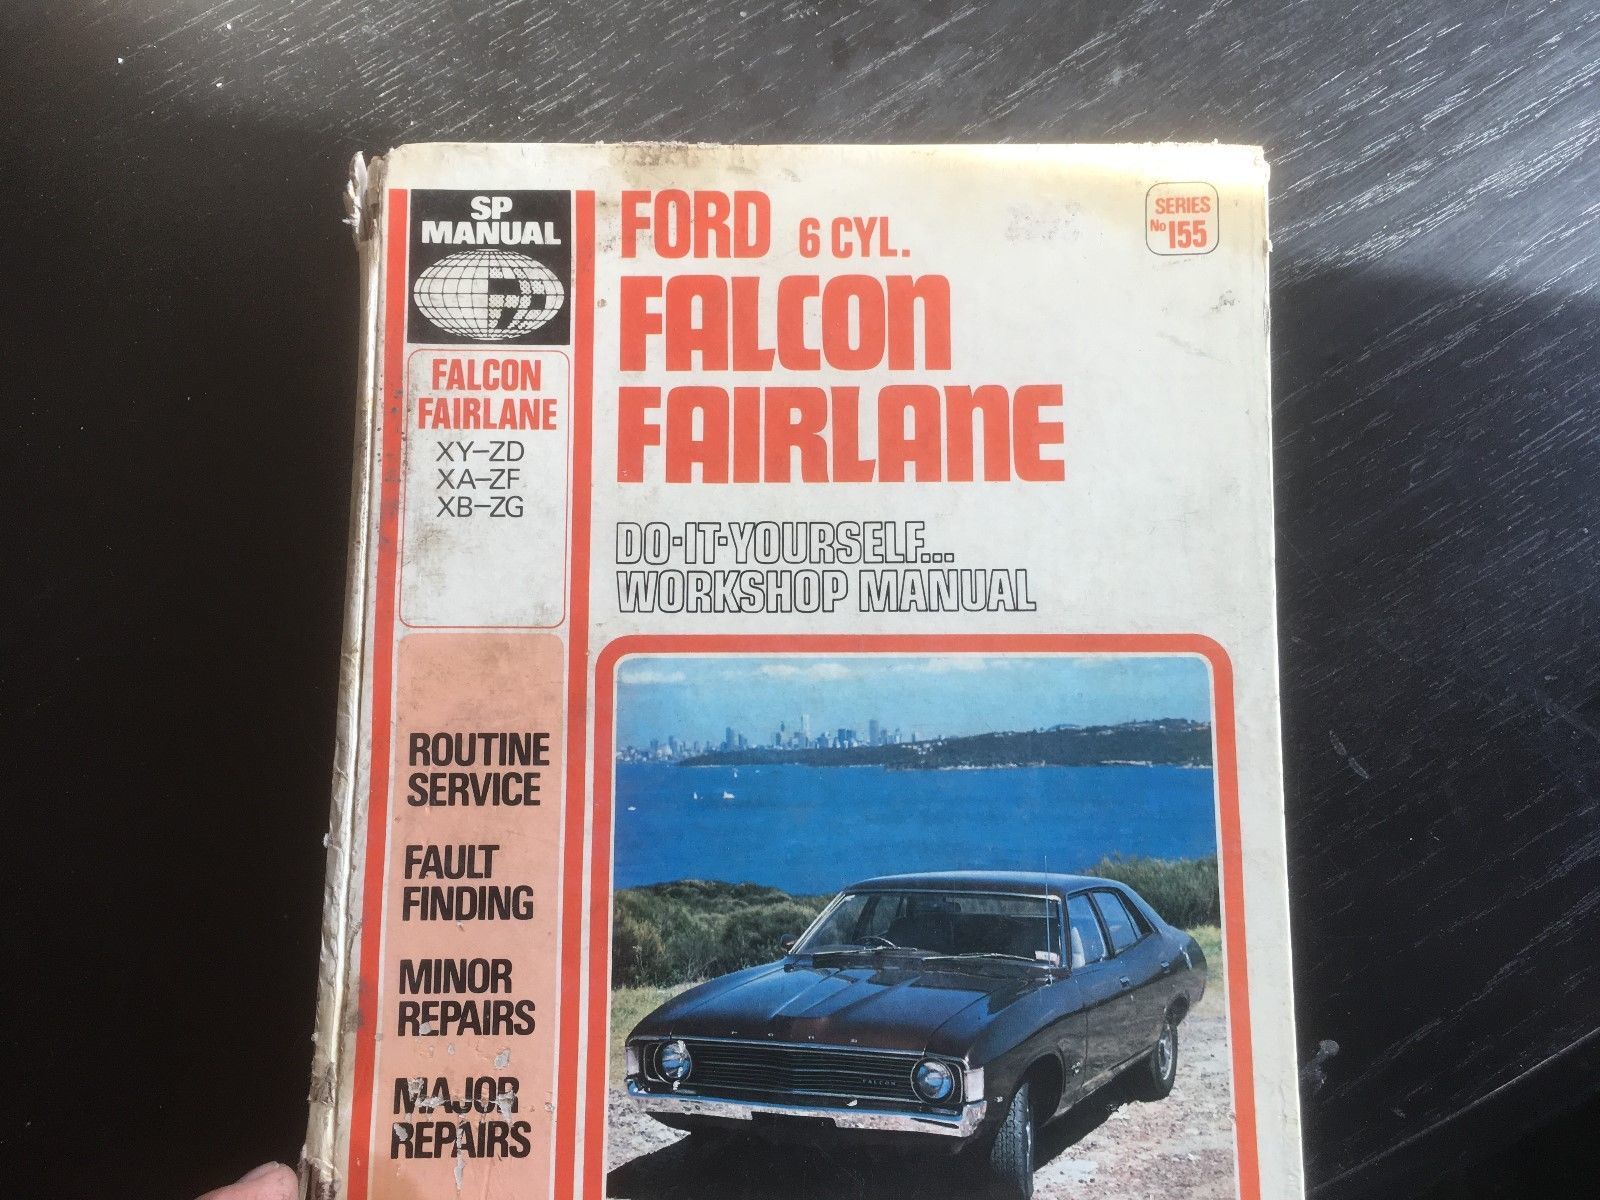 SP
MANUAL
FALCON
FAIRLANE
XY-ZD
XA-ZF
XB-ZG
ROUTINE
SERVICE
FAULT
FINDING
MINOR
REPAIRS
MAJOR
REPAIRS
FORD 6 CYL.
FALCON
FAIRLANE
SERIES
No 155
DO-IT-YOURSELF...
WORKSHOP MANUAL
FORD
FALCON